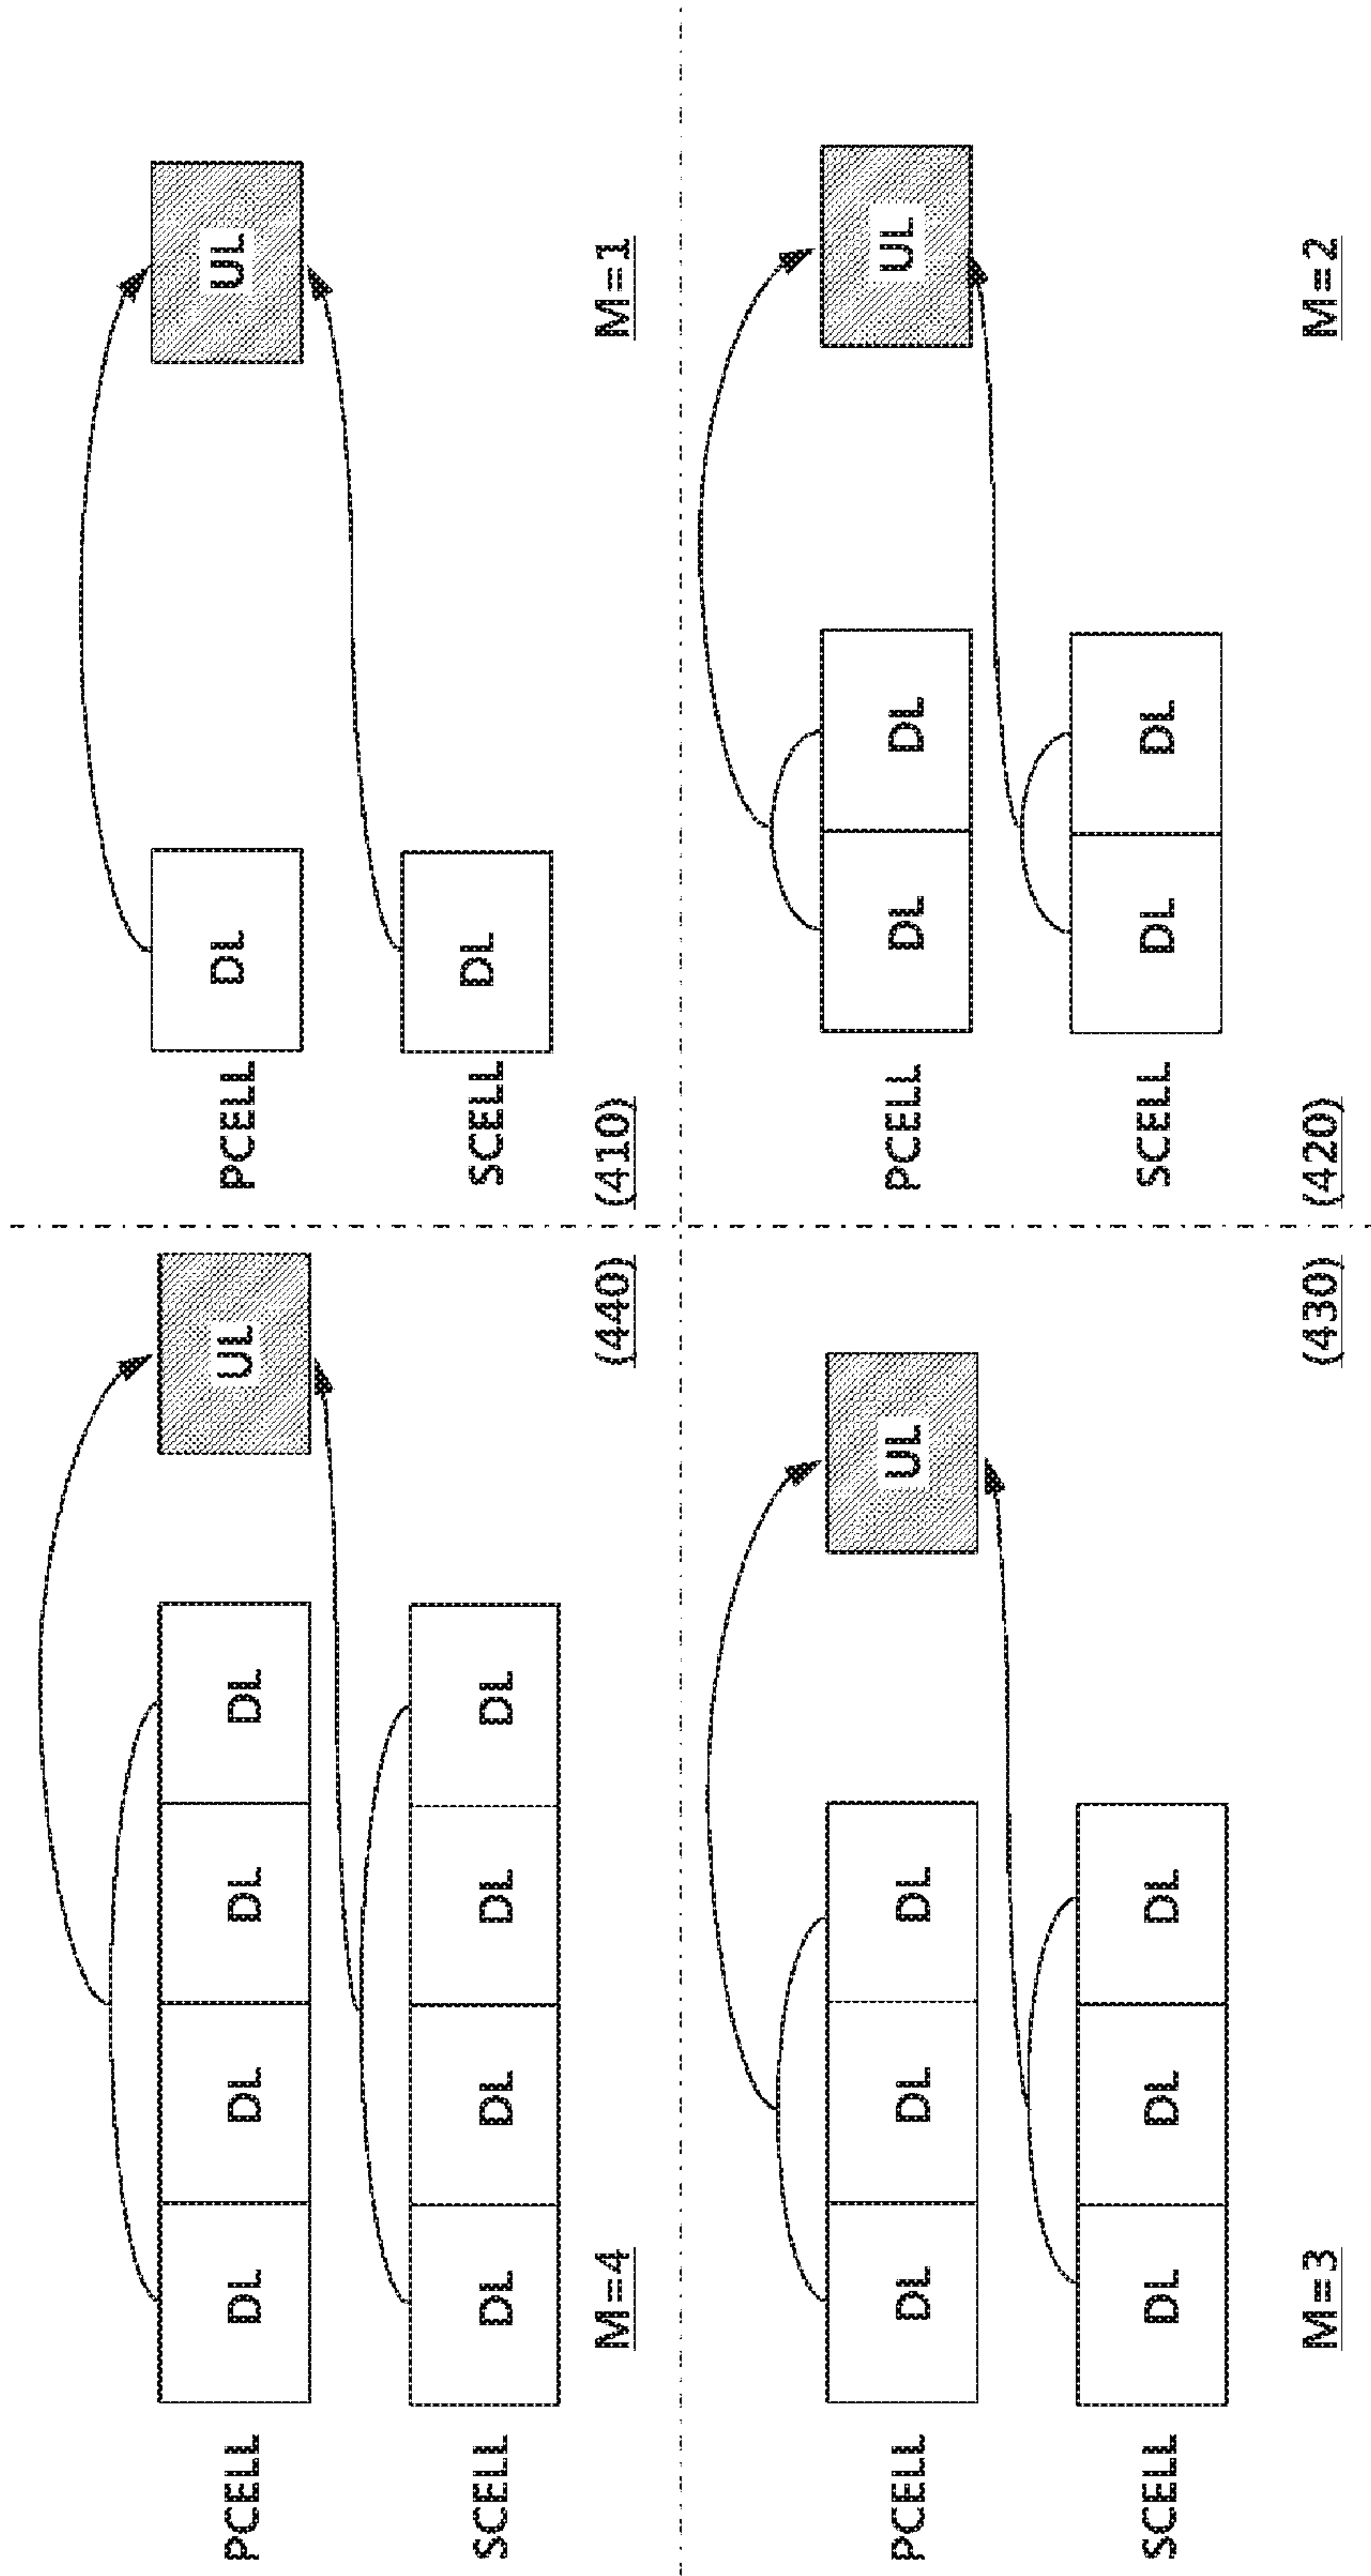 PCELL DL DL DL DL UL
SCELL DL DL DL DL
M=4 (440)
PCELL DL UL
SCELL DL
(410) M=1
PCELL DL DL DL UL
SCELL DL DL DL
M=3 (430)
PCELL DL DL UL
SCELL DL DL
(420) M=2